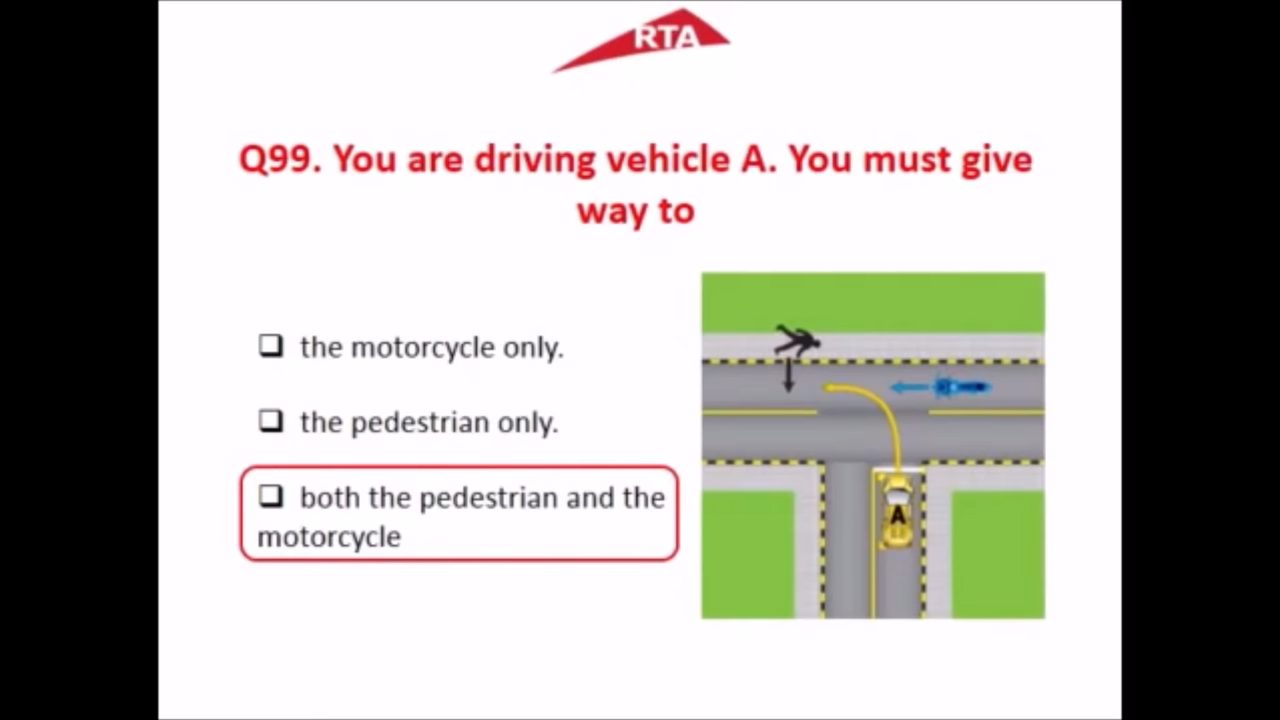 RTA
Q99. You are driving vehicle A. You must give
way to
the motorcycle only.
the pedestrian only.
both the pedestrian and the
motorcycle
A